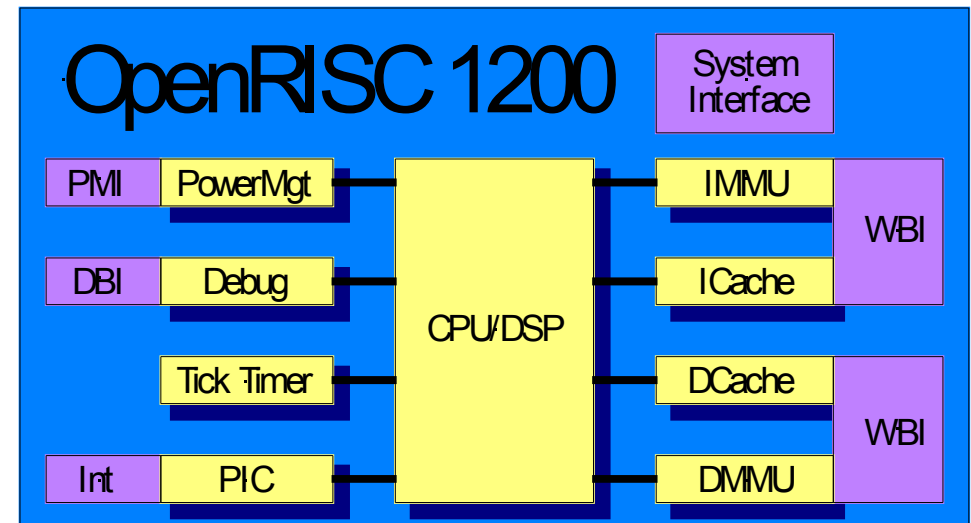 OpenRISC 1200
System
Interface
PMI
PowerMgt
IMMU
WBI
DBI
Debug
ICache
CPU/DSP
Tick Timer
DCache
WBI
Int
PIC
DMMU